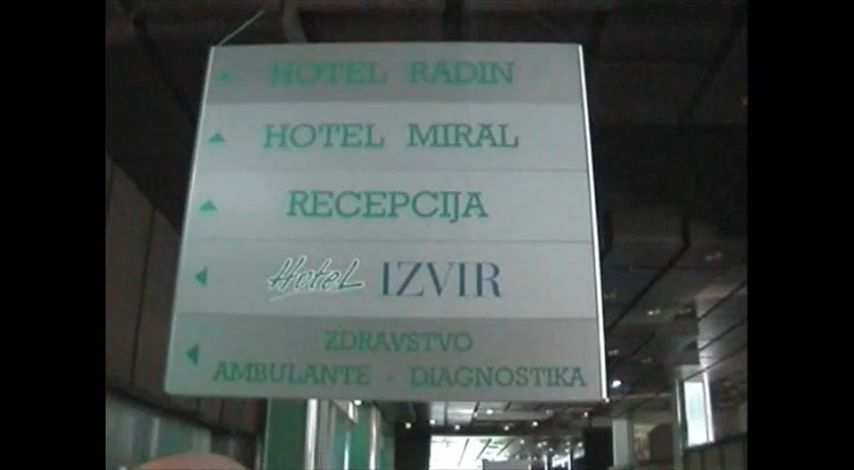 HOTEL RADIN
HOTEL MIRAL
RECEPCIJA
Hotel IZVIR
ZDRAVSTVO
AMBULANTE - DIAGNOSTIKA